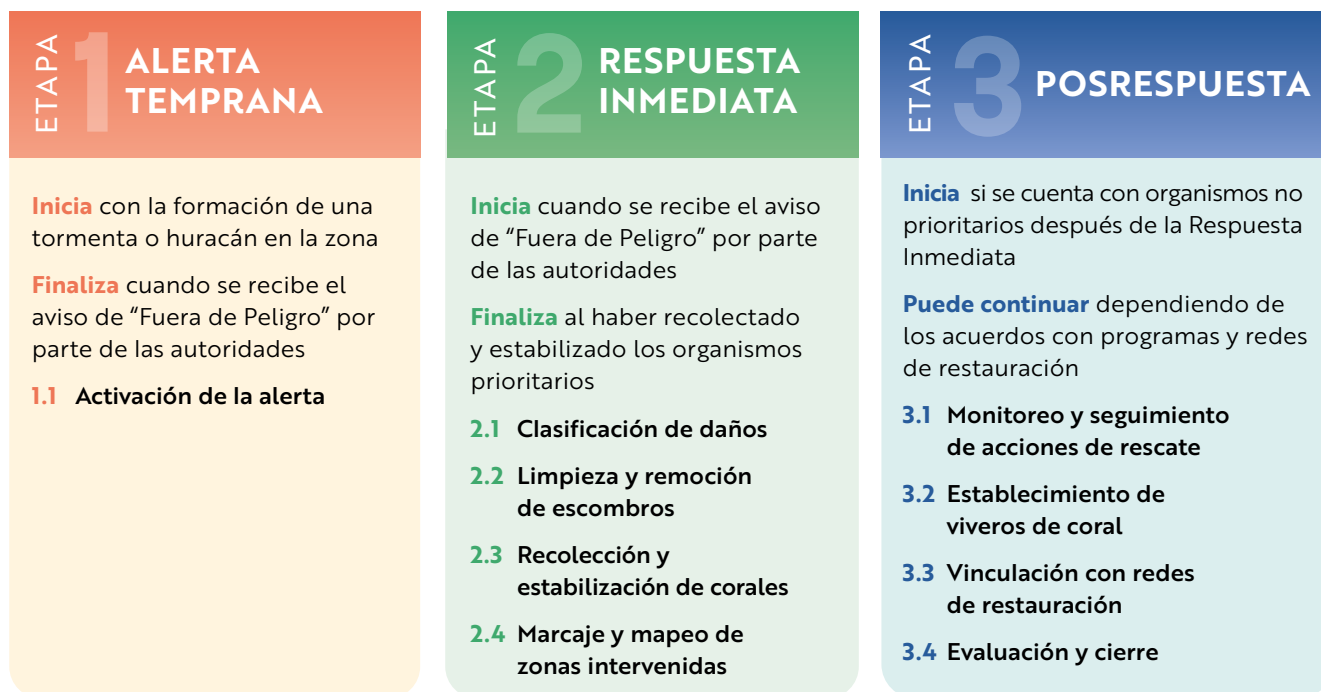 ETAPA 1 ALERTA
TEMPRANA
Inicia con la formación de una
tormenta o huracán en la zona
Finaliza cuando se recibe el
aviso de “Fuera de Peligro” por
parte de las autoridades
1.1 Activación de la alerta
ETAPA 2 RESPUESTA
INMEDIATA
Inicia cuando se recibe el aviso
de “Fuera de Peligro” por parte
de las autoridades
Finaliza al haber recolectado
y estabilizado los organismos
prioritarios
2.1 Clasificación de daños
2.2 Limpieza y remoción
de escombros
2.3 Recolección y
estabilización de corales
2.4 Marcaje y mapeo de
zonas intervenidas
ETAPA 3 POSRESPUESTA
Inicia si se cuenta con organismos no
prioritarios después de la Respuesta
Inmediata
Puede continuar dependiendo de
los acuerdos con programas y redes
de restauración
3.1 Monitoreo y seguimiento
de acciones de rescate
3.2 Establecimiento de
viveros de coral
3.3 Vinculación con redes
de restauración
3.4 Evaluación y cierre